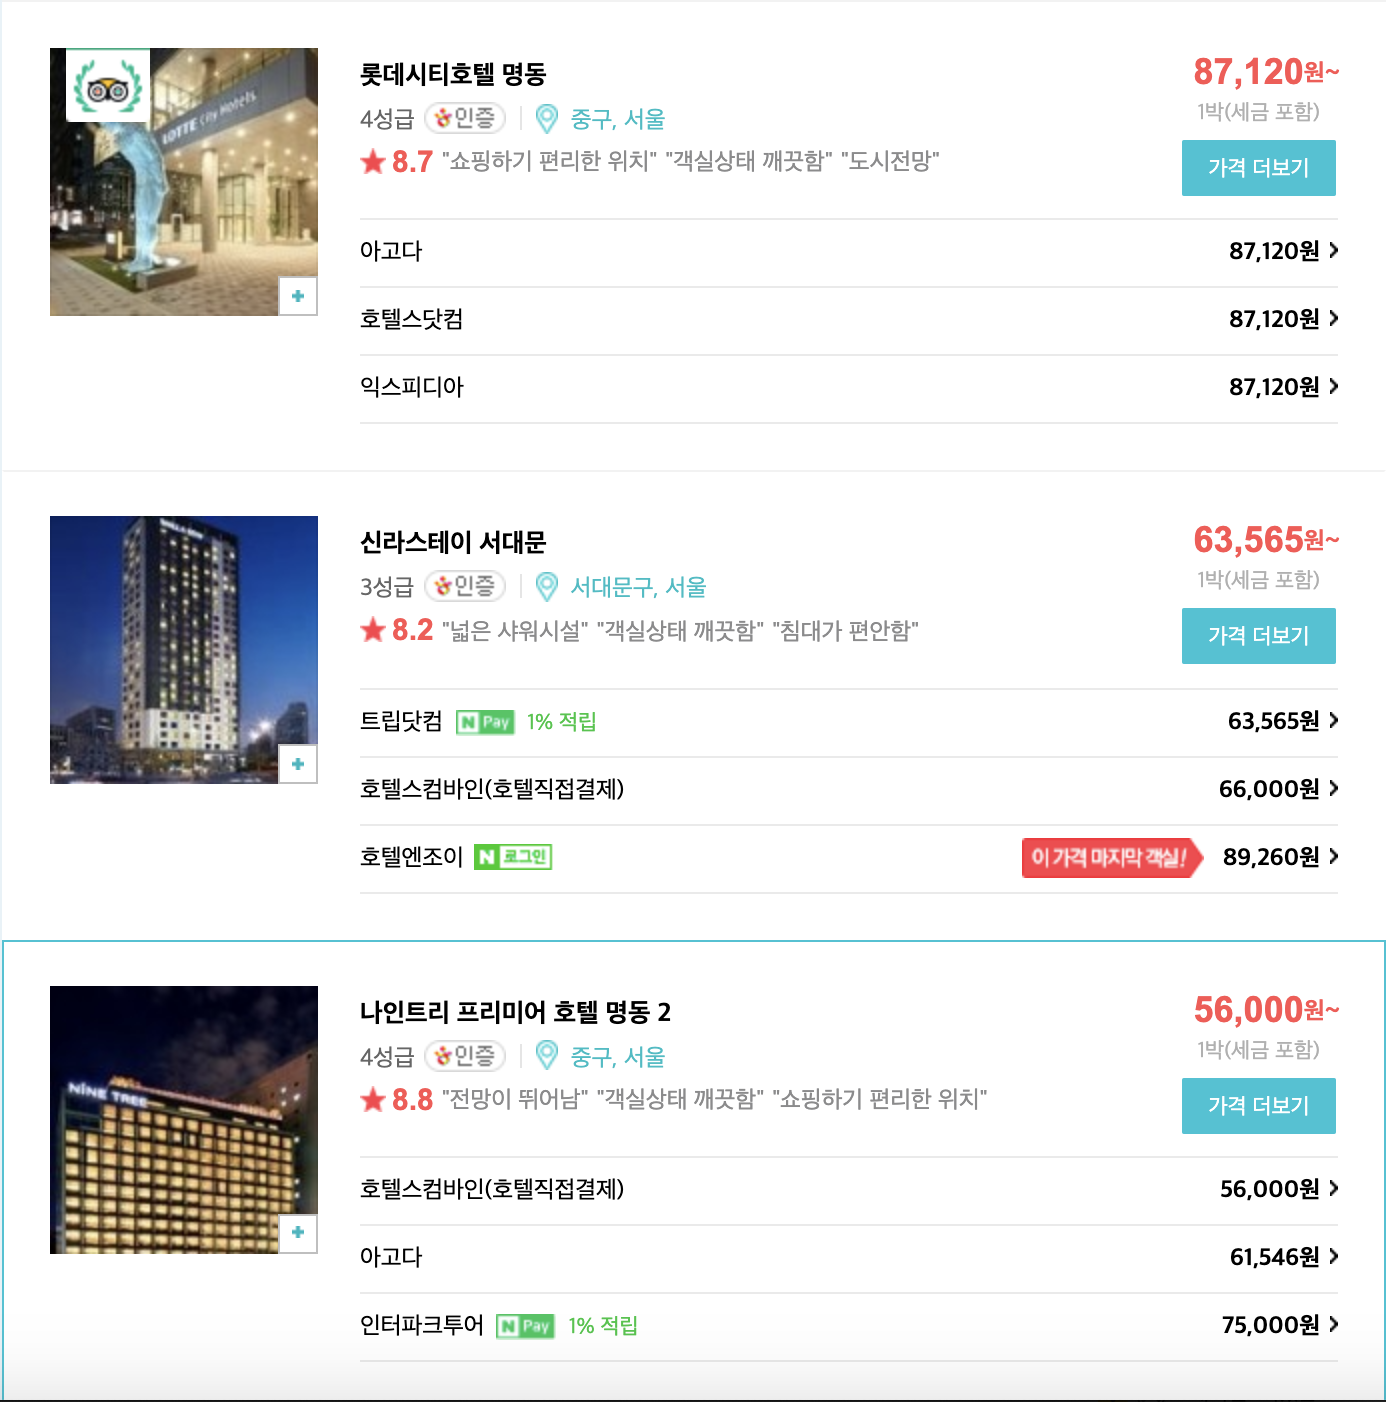 LOTTE City Hotels
롯데시티호텔 명동
87,120원~
4성급 인증 중구, 서울
1박(세금 포함)
★ 8.7 "쇼핑하기 편리한 위치" "객실상태 깨끗함" "도시전망"
가격 더보기
아고다 87,120원
호텔스닷컴 87,120원
익스피디아 87,120원
신라스테이 서대문
63,565원~
3성급 인증 서대문구, 서울
1박(세금 포함)
★ 8.2 "넓은 샤워시설" "객실상태 깨끗함" "침대가 편안함"
가격 더보기
트립닷컴 N Pay 1% 적립 63,565원
호텔스컴바인(호텔직접결제) 66,000원
호텔엔조이 N 로그인 이 가격 마지막 객실! 89,260원
NINE TREE
나인트리 프리미어 호텔 명동 2
56,000원~
4성급 인증 중구, 서울
1박(세금 포함)
★ 8.8 "전망이 뛰어남" "객실상태 깨끗함" "쇼핑하기 편리한 위치"
가격 더보기
호텔스컴바인(호텔직접결제) 56,000원
아고다 61,546원
인터파크투어 N Pay 1% 적립 75,000원